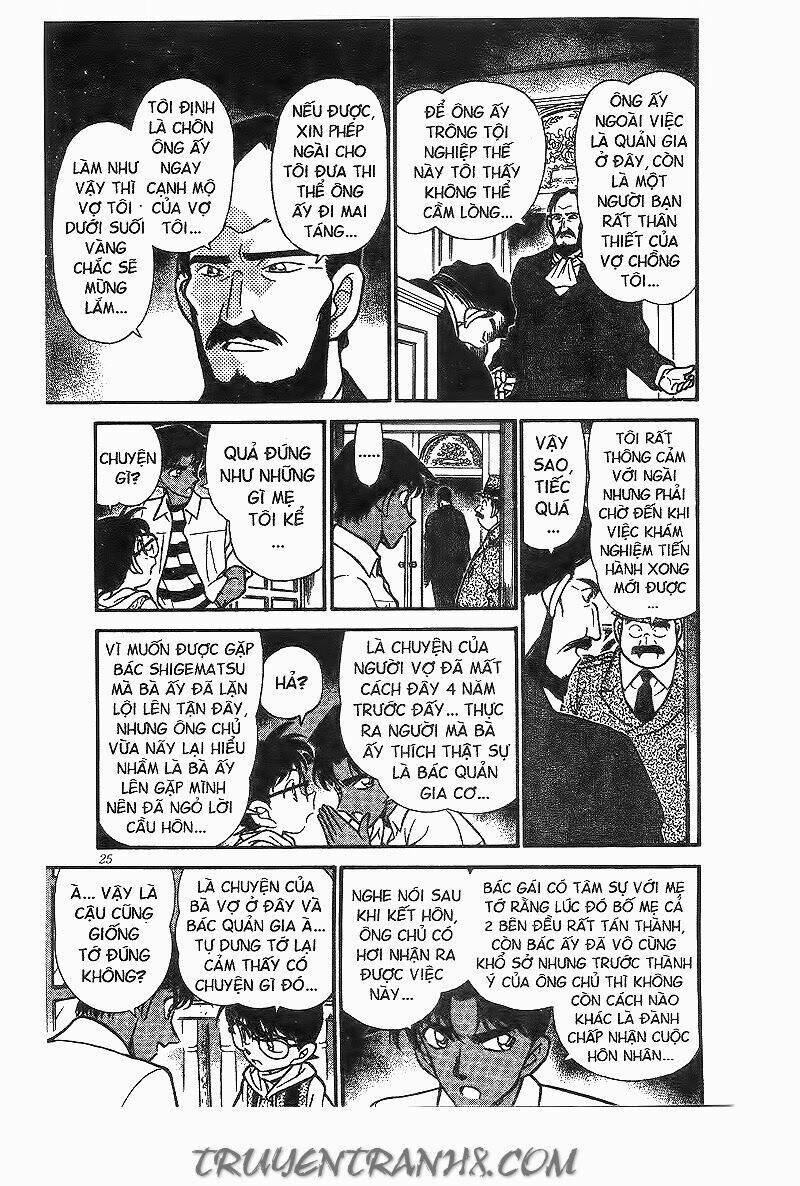 ÔNG ẤY
NGOÀI VIỆC
LÀ QUẢN GIA
Ở ĐÂY, CÒN
LÀ MỘT
NGƯỜI BẠN
RẤT THÂN
THIẾT CỦA
VỢ CHỒNG
TÔI...
ĐỂ ÔNG ẤY
TRÔNG TỘI
NGHIỆP THẾ
NÀY TÔI THẤY
KHÔNG THỂ
CẦM LÒNG...
NẾU ĐƯỢC,
XIN PHÉP
NGÀI CHO
TÔI ĐƯA THI
THỂ ÔNG
ẤY ĐI MAI
TÁNG...
TÔI ĐỊNH
LÀ CHÔN
ÔNG ẤY
NGAY
CẠNH MỘ
CỦA VỢ
TÔI...
LÀM NHƯ
VẬY THÌ
VỢ TÔI
DƯỚI SUỐI
VÀNG
CHẮC SẼ
MỪNG
LẮM...
TÔI RẤT
THÔNG CẢM
VỚI NGÀI
NHƯNG PHẢI
CHỜ ĐẾN KHI
VIỆC KHÁM
NGHIỆM TIẾN
HÀNH XONG
MỚI ĐƯỢC
...
VẬY
SAO,
TIẾC
QUÁ
...
.....
QUẢ ĐÚNG
NHƯ NHỮNG
GÌ MẸ
TÔI KỂ
...
CHUYỆN
GÌ?
LÀ CHUYỆN CỦA
NGƯỜI VỢ ĐÃ MẤT
CÁCH ĐÂY 4 NĂM
TRƯỚC ĐẤY... THỰC
RA NGƯỜI MÀ BÀ
ẤY THÍCH THẬT SỰ
LÀ BÁC QUẢN
GIA CƠ...
HẢ?
VÌ MUỐN ĐƯỢC GẶP
BÁC SHIGEMATSU
MÀ BÀ ẤY ĐÃ LẶN
LỘI LÊN TẬN ĐÂY,
NHƯNG ÔNG CHỦ
VỪA NÃY LẠI HIỂU
NHẦM LÀ BÀ ẤY
LÊN GẶP MÌNH
NÊN ĐÃ NGỎ LỜI
CẦU HÔN...
25
BÁC GÁI CÓ TÂM SỰ VỚI MẸ
TỚ RẰNG LÚC ĐÓ BỐ MẸ CẢ
2 BÊN ĐỀU RẤT TÁN THÀNH,
CÒN BÁC ẤY ĐÃ VÔ CÙNG
KHỔ SỞ NHƯNG TRƯỚC THÀNH
Ý CỦA ÔNG CHỦ THÌ KHÔNG
CÒN CÁCH NÀO
KHÁC LÀ ĐÀNH
CHẤP NHẬN CUỘC
HÔN NHÂN...
NGHE NÓI SAU
KHI KẾT HÔN,
ÔNG CHỦ CÓ
HƠI NHẬN RA
ĐƯỢC VIỆC
NÀY...
LÀ CHUYỆN CỦA
BÀ VỢ Ở ĐÂY VÀ
BÁC QUẢN GIA À...
TỰ DƯNG TỚ LẠI
CẢM THẤY CÓ
CHUYỆN GÌ ĐÓ...
À... VẬY LÀ
CẬU CŨNG
GIỐNG
TỚ ĐÚNG
KHÔNG?
TRUYENTRANH8.COM